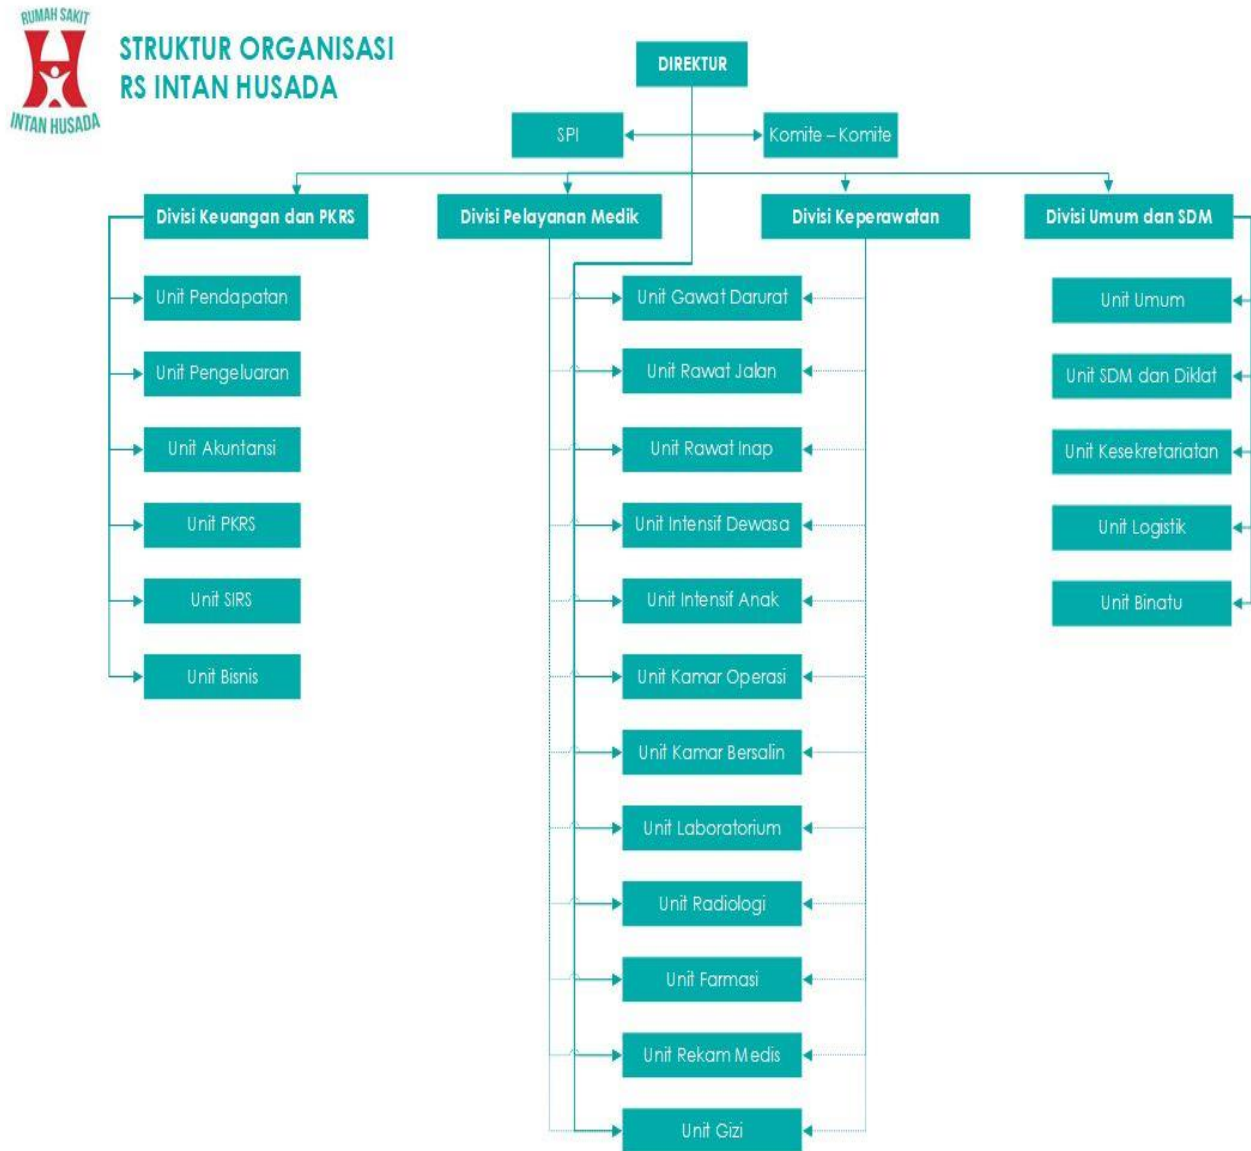 RUMAH SAKIT
INTAN HUSADA
STRUKTUR ORGANISASI
RS INTAN HUSADA
DIREKTUR
SPI
Komite – Komite
Divisi Keuangan dan PKRS
Divisi Pelayanan Medik
Divisi Keperawatan
Divisi Umum dan SDM
Unit Pendapatan
Unit Pengeluaran
Unit Akuntansi
Unit PKRS
Unit SIRS
Unit Bisnis
Unit Gawat Darurat
Unit Rawat Jalan
Unit Rawat Inap
Unit Intensif Dewasa
Unit Intensif Anak
Unit Kamar Operasi
Unit Kamar Bersalin
Unit Laboratorium
Unit Radiologi
Unit Farmasi
Unit Rekam Medis
Unit Gizi
Unit Umum
Unit SDM dan Diklat
Unit Kesekretariatan
Unit Logistik
Unit Binatu